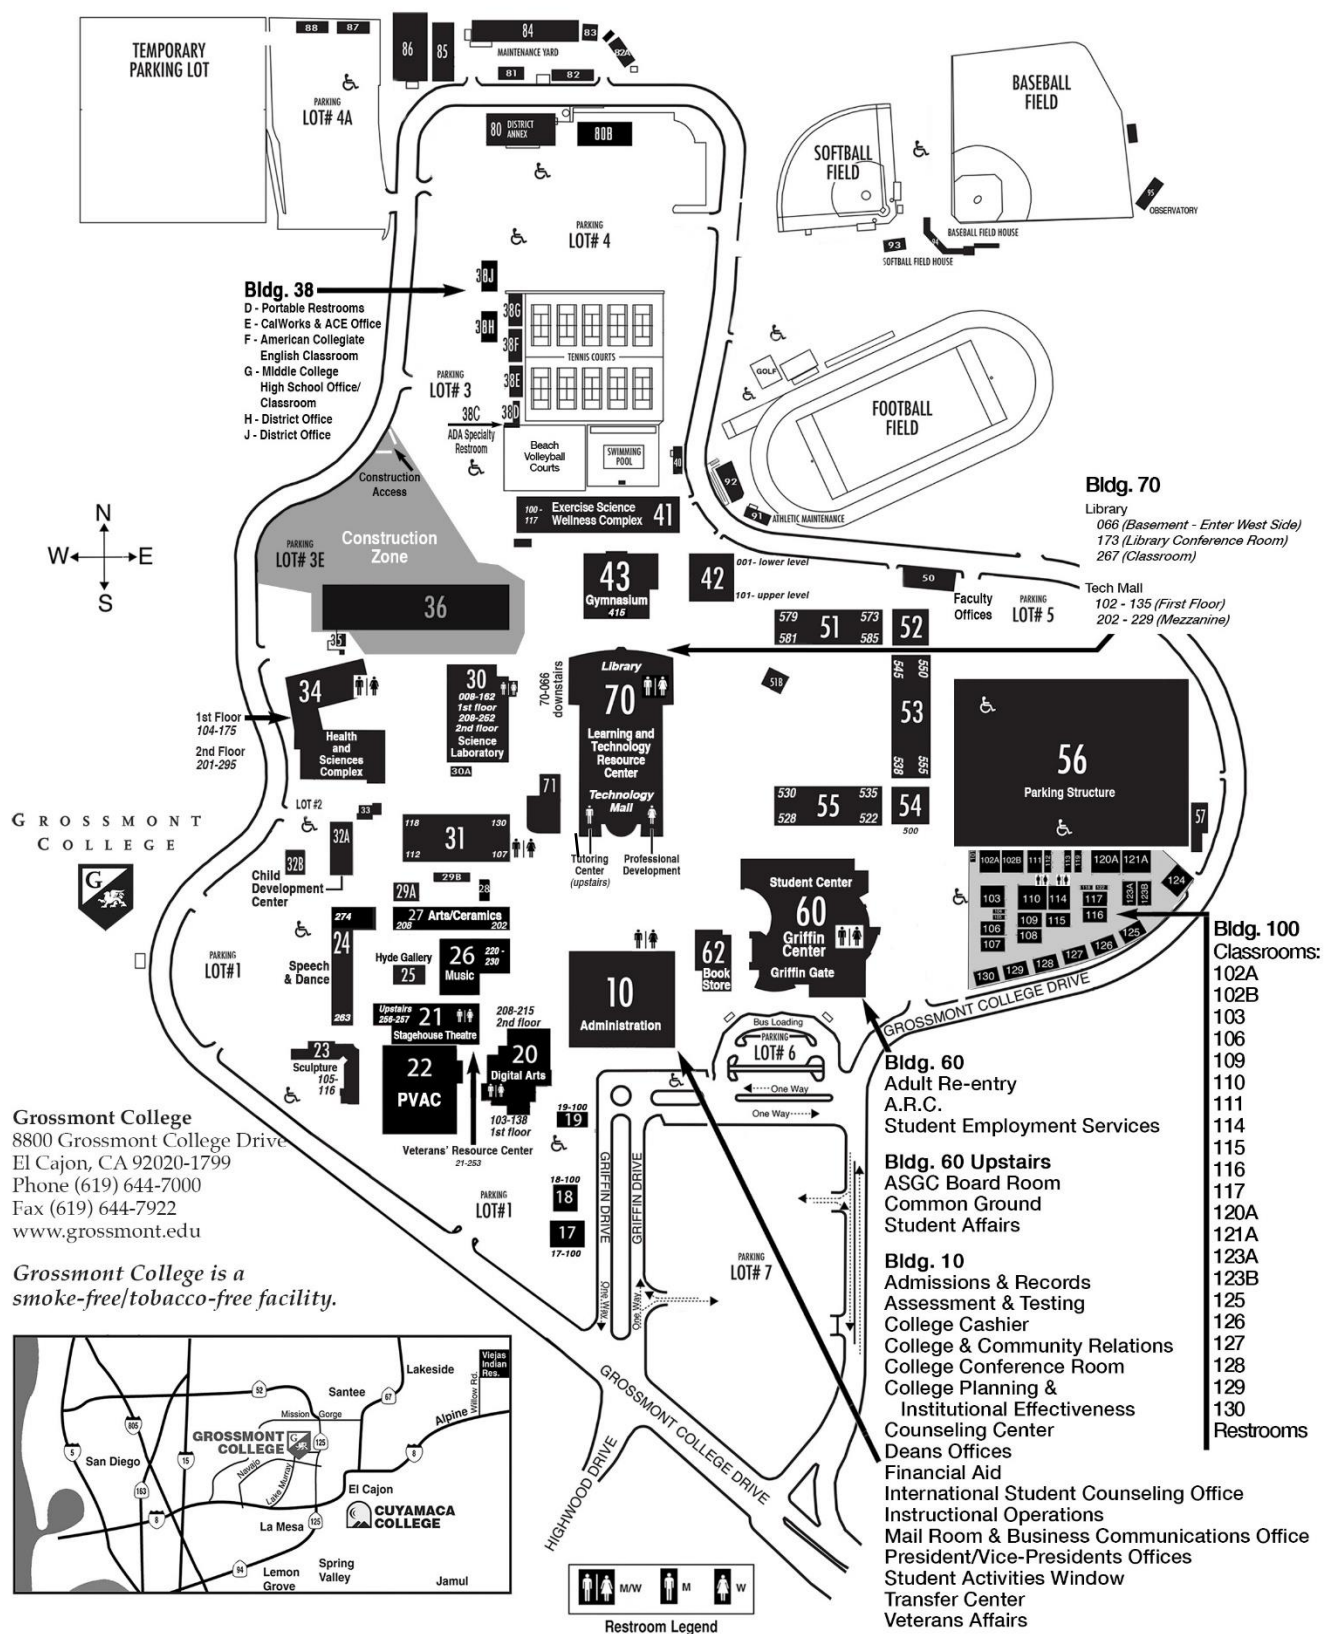 TEMPORARY
PARKING LOT
88
87
PARKING
LOT# 4A
86
85
84
83
82A
MAINTENANCE YARD
81
82
80 DISTRICT
ANNEX
80B
BASEBALL
FIELD
SOFTBALL
FIELD
95
OBSERVATORY
BASEBALL FIELD HOUSE
93
SOFTBALL FIELD HOUSE
PARKING
LOT# 4
Bldg. 38
D - Portable Restrooms
E - CalWorks & ACE Office
F - American Collegiate
English Classroom
G - Middle College
High School Office/
Classroom
H - District Office
J - District Office
38J
38H
38G
38F
38E
38D
TENNIS COURTS
PARKING
LOT# 3
38C
ADA Specialty
Restroom
Beach
Volleyball
Courts
SWIMMING
POOL
40
GOLF
FOOTBALL
FIELD
92
91
ATHLETIC MAINTENANCE
Construction
Access
Construction
Zone
PARKING
LOT# 3E
36
35
N
W
E
S
100 -
117
Exercise Science
Wellness Complex
41
43
Gymnasium
415
42
001- lower level
101- upper level
50
Faculty
Offices
PARKING
LOT# 5
Bldg. 70
Library
066 (Basement - Enter West Side)
173 (Library Conference Room)
267 (Classroom)
Tech Mall
102 - 135 (First Floor)
202 - 229 (Mezzanine)
579
573
51
581
585
52
51B
545
550
53
538
555
530
535
55
528
522
54
500
56
Parking Structure
57
34
Health
and
Sciences
Complex
1st Floor
104-175
2nd Floor
201-295
30
008-162
1st floor
208-252
2nd floor
Science
Laboratory
30A
70-066
downstairs
Library
70
Learning and
Technology
Resource
Center
Technology
Mall
71
Tutoring
Center
(upstairs)
Professional
Development
LOT #2
33
32A
32B
Child
Development
Center
118
130
31
112
107
29B
29A
28
27 Arts/Ceramics
208
202
274
24
Speech
& Dance
263
Hyde Gallery
25
26
Music
220 -
230
Upstairs
256-257
21
Stagehouse Theatre
208-215
2nd floor
20
Digital Arts
103-138
1st floor
22
PVAC
23
Sculpture
105-
116
Veterans' Resource Center
21-253
PARKING
LOT#1
PARKING
LOT#1
19-100
19
18-100
18
17
17-100
10
Administration
62
Book
Store
Student Center
60
Griffin
Center
Griffin Gate
Bus Loading
PARKING
LOT# 6
One Way
One Way
GRIFFIN DRIVE
GRIFFIN DRIVE
One Way
One Way
PARKING
LOT# 7
GROSSMONT COLLEGE DRIVE
GROSSMONT COLLEGE DRIVE
HIGHWOOD DRIVE
102A
102B
111
112
113
119
120A
121A
103
110
114
117
123A
123B
124
116
109
115
106
108
107
125
126
127
128
129
130
Bldg. 100
Classrooms:
102A
102B
103
106
109
110
111
114
115
116
117
120A
121A
123A
123B
125
126
127
128
129
130
Restrooms
Bldg. 60
Adult Re-entry
A.R.C.
Student Employment Services
Bldg. 60 Upstairs
ASGC Board Room
Common Ground
Student Affairs
Bldg. 10
Admissions & Records
Assessment & Testing
College Cashier
College & Community Relations
College Conference Room
College Planning &
Institutional Effectiveness
Counseling Center
Deans Offices
Financial Aid
International Student Counseling Office
Instructional Operations
Mail Room & Business Communications Office
President/Vice-Presidents Offices
Student Activities Window
Transfer Center
Veterans Affairs
GROSSMONT
COLLEGE
G
Grossmont College
8800 Grossmont College Drive
El Cajon, CA 92020-1799
Phone (619) 644-7000
Fax (619) 644-7922
www.grossmont.edu
Grossmont College is a
smoke-free/tobacco-free facility.
Viejas
Indian
Res.
Lakeside
52
Santee
67
Willow Rd.
Mission Gorge
Alpine
805
GROSSMONT
COLLEGE
125
5
San Diego
15
Navajo
Lake Murray
8
163
El Cajon
CUYAMACA
COLLEGE
8
La Mesa
125
94
Lemon
Grove
Spring
Valley
Jamul
M/W
M
W
Restroom Legend